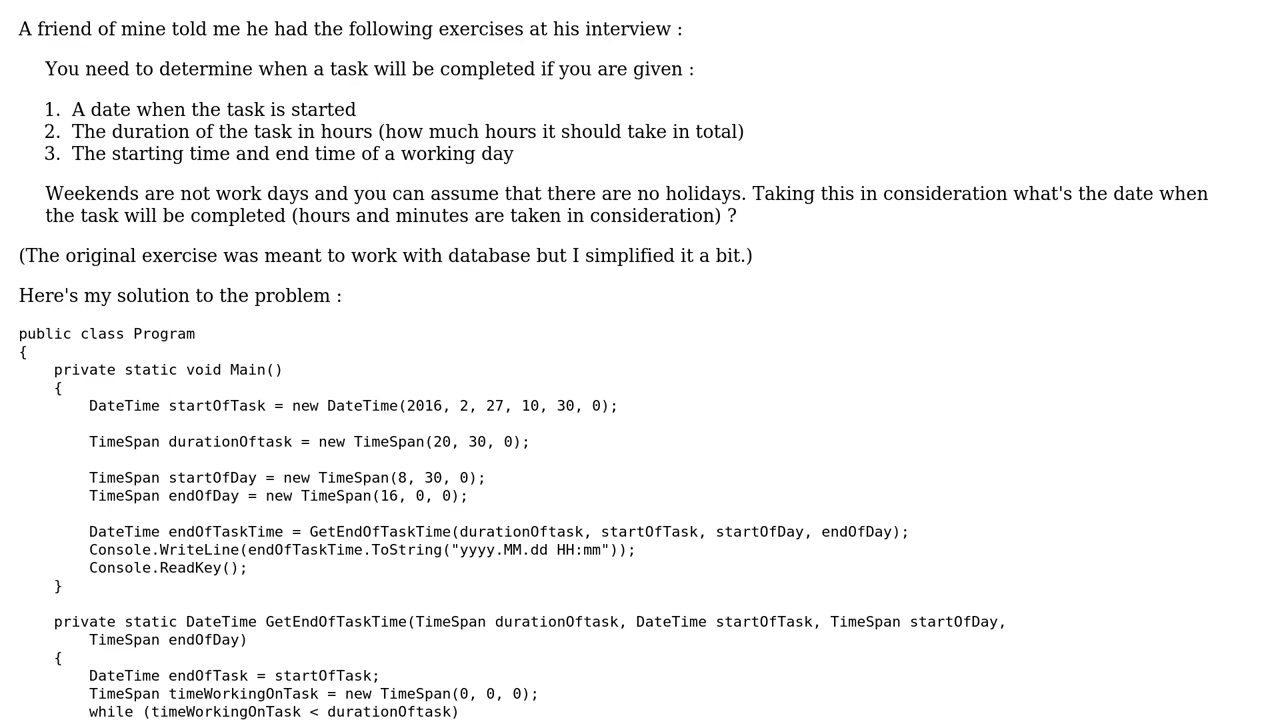 A friend of mine told me he had the following exercises at his interview :
You need to determine when a task will be completed if you are given :
1. A date when the task is started
2. The duration of the task in hours (how much hours it should take in total)
3. The starting time and end time of a working day
Weekends are not work days and you can assume that there are no holidays. Taking this in consideration what's the date when
the task will be completed (hours and minutes are taken in consideration) ?
(The original exercise was meant to work with database but I simplified it a bit.)
Here's my solution to the problem :
public class Program
{
    private static void Main()
    {
        DateTime startOfTask = new DateTime(2016, 2, 27, 10, 30, 0);
        TimeSpan durationOftask = new TimeSpan(20, 30, 0);
        TimeSpan startOfDay = new TimeSpan(8, 30, 0);
        TimeSpan endOfDay = new TimeSpan(16, 0, 0);
        DateTime endOfTaskTime = GetEndOfTaskTime(durationOftask, startOfTask, startOfDay, endOfDay);
        Console.WriteLine(endOfTaskTime.ToString("yyyy.MM.dd HH:mm"));
        Console.ReadKey();
    }
    private static DateTime GetEndOfTaskTime(TimeSpan durationOftask, DateTime startOfTask, TimeSpan startOfDay,
        TimeSpan endOfDay)
    {
        DateTime endOfTask = startOfTask;
        TimeSpan timeWorkingOnTask = new TimeSpan(0, 0, 0);
        while (timeWorkingOnTask < durationOftask)